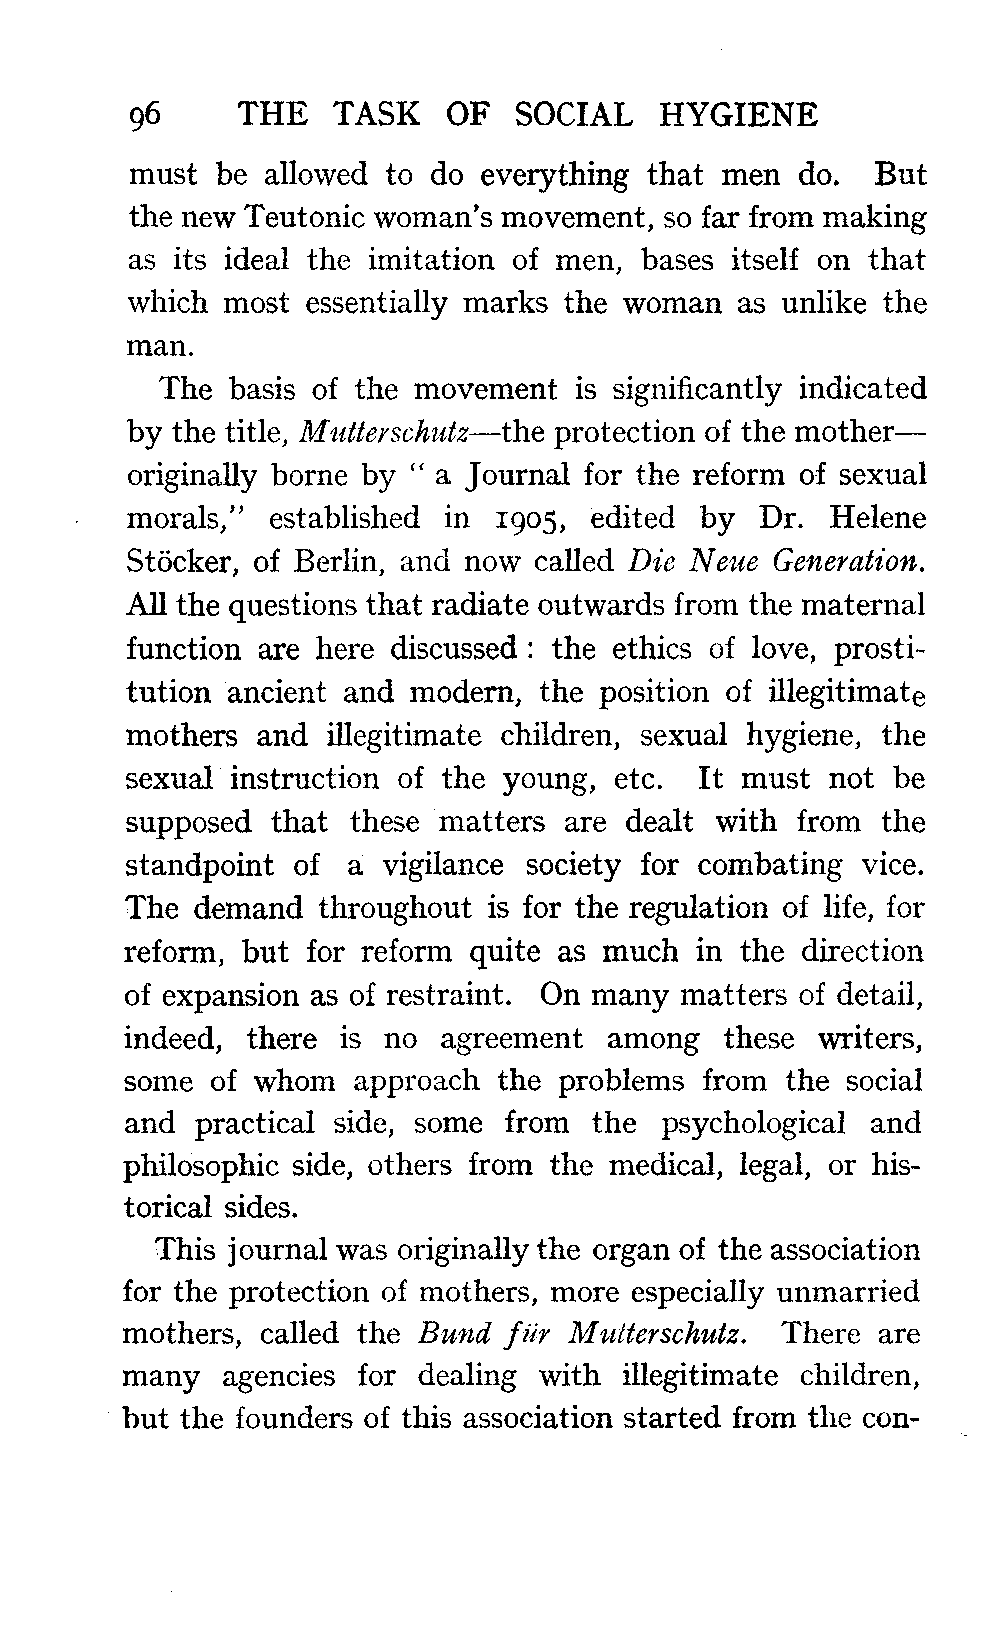 96 THE TASK OF SOCIAL HYGIENE
must be allowed to do everything that men do. But
the new Teutonic woman's movement, so far from making
as its ideal the imitation of men, bases itself on that
which most essentially marks the woman as unlike the
man.
The basis of the movement is significantly indicated
by the title, Mutterschutz—the protection of the mother—
originally borne by " a Journal for the reform of sexual
morals," established in 1905, edited by Dr. Helene
Stöcker, of Berlin, and now called Die Neue Generation.
All the questions that radiate outwards from the maternal
function are here discussed : the ethics of love, prosti-
tution ancient and modern, the position of illegitimate
mothers and illegitimate children, sexual hygiene, the
sexual instruction of the young, etc. It must not be
supposed that these matters are dealt with from the
standpoint of a vigilance society for combating vice.
The demand throughout is for the regulation of life, for
reform, but for reform quite as much in the direction
of expansion as of restraint. On many matters of detail,
indeed, there is no agreement among these writers,
some of whom approach the problems from the social
and practical side, some from the psychological and
philosophic side, others from the medical, legal, or his-
torical sides.
This journal was originally the organ of the association
for the protection of mothers, more especially unmarried
mothers, called the Bund für Mutterschutz. There are
many agencies for dealing with illegitimate children,
but the founders of this association started from the con-